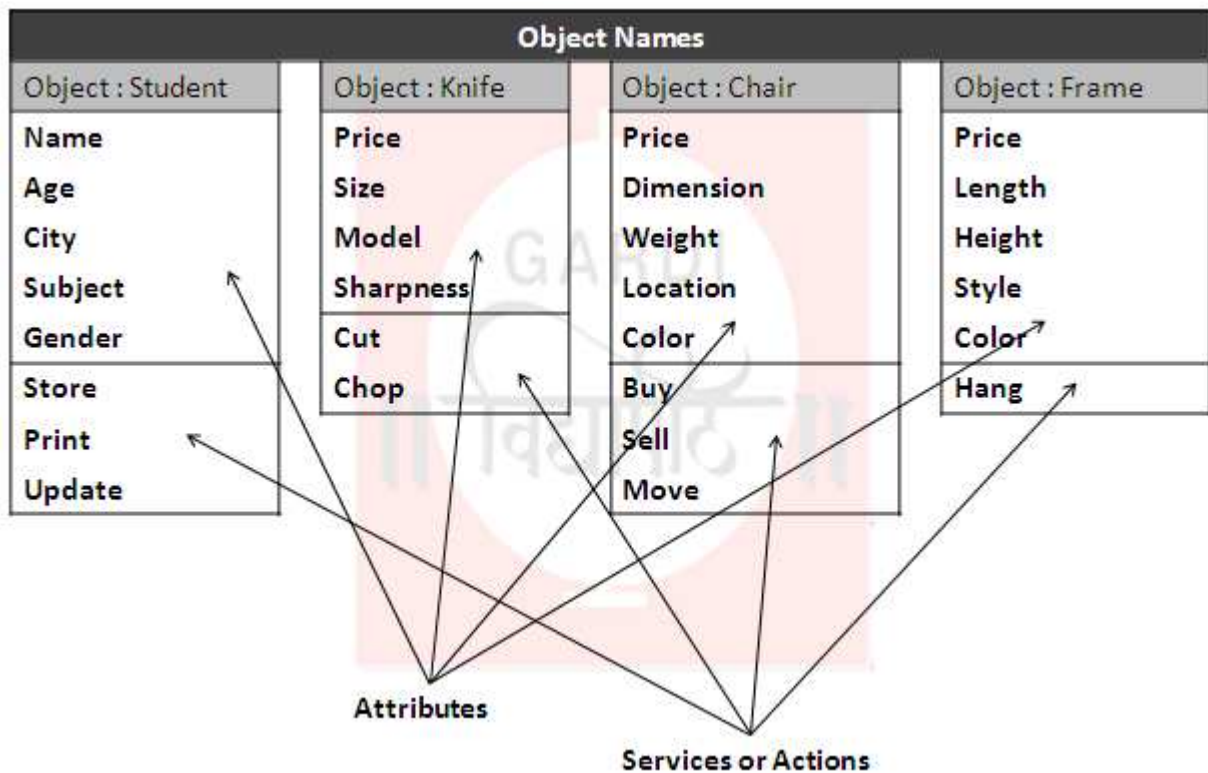 Object Names
Object : Student
Name
Age
City
Subject
Gender
Store
Print
Update
Object : Knife
Price
Size
Model
Sharpness
Cut
Chop
Object : Chair
Price
Dimension
Weight
Location
Color
Buy
Sell
Move
Object : Frame
Price
Length
Height
Style
Color
Hang
Attributes
Services or Actions
GARDI
विद्यापीठ